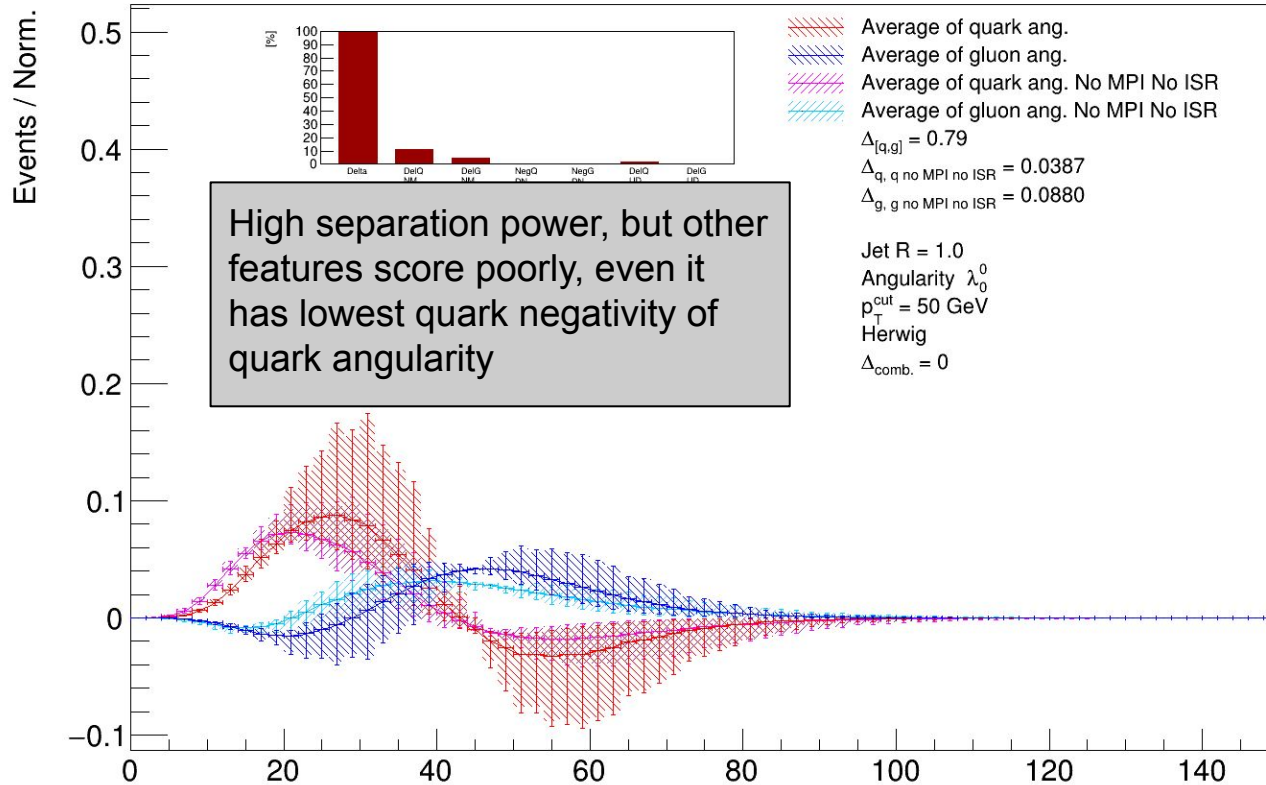 Events / Norm.
0.5
0.4
0.3
0.2
0.1
0
−0.1
0 20 40 60 80 100 120 140
[%]
100
90
80
70
60
50
40
30
20
10
0
Delta DelQ DelG NegQ NegG DelQ DelG
NM NM
High separation power, but other
features score poorly, even it
has lowest quark negativity of
quark angularity
Average of quark ang.
Average of gluon ang.
Average of quark ang. No MPI No ISR
Average of gluon ang. No MPI No ISR
Δ[q,g] = 0.79
Δq, q no MPI no ISR = 0.0387
Δg, g no MPI no ISR = 0.0880
Jet R = 1.0
Angularity λ⁰₀
pTcut = 50 GeV
Herwig
Δcomb. = 0